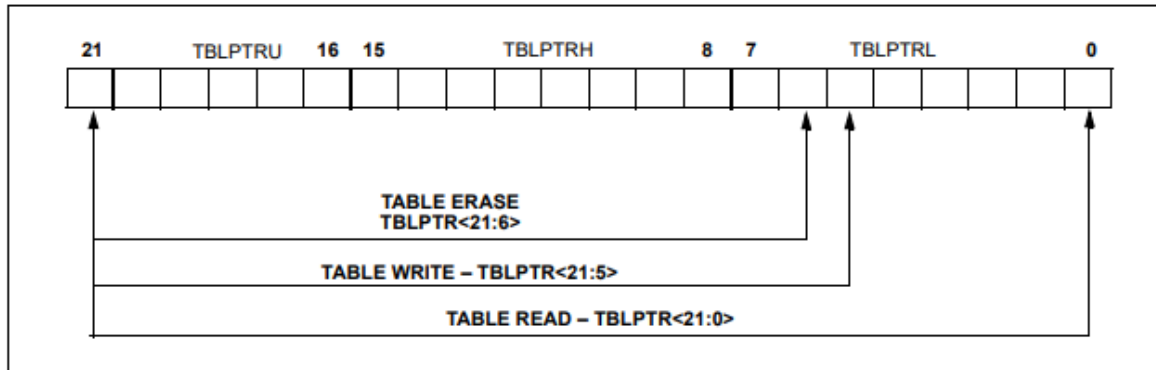 21 TBLPTRU 16 15 TBLPTRH 8 7 TBLPTRL 0
TABLE ERASE
TBLPTR<21:6>
TABLE WRITE – TBLPTR<21:5>
TABLE READ – TBLPTR<21:0>